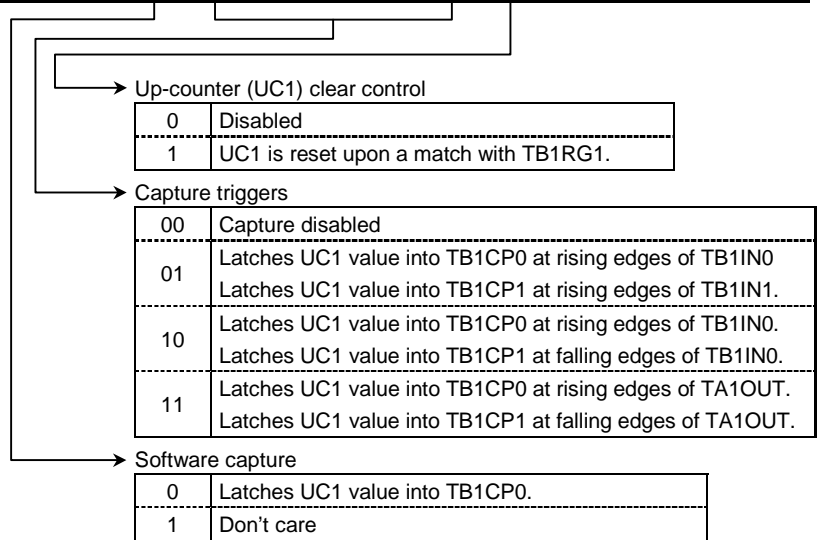 Up-counter (UC1) clear control
0 Disabled
1 UC1 is reset upon a match with TB1RG1.
Capture triggers
00 Capture disabled
01 Latches UC1 value into TB1CP0 at rising edges of TB1IN0
Latches UC1 value into TB1CP1 at rising edges of TB1IN1.
10 Latches UC1 value into TB1CP0 at rising edges of TB1IN0.
Latches UC1 value into TB1CP1 at falling edges of TB1IN0.
11 Latches UC1 value into TB1CP0 at rising edges of TA1OUT.
Latches UC1 value into TB1CP1 at falling edges of TA1OUT.
Software capture
0 Latches UC1 value into TB1CP0.
1 Don't care